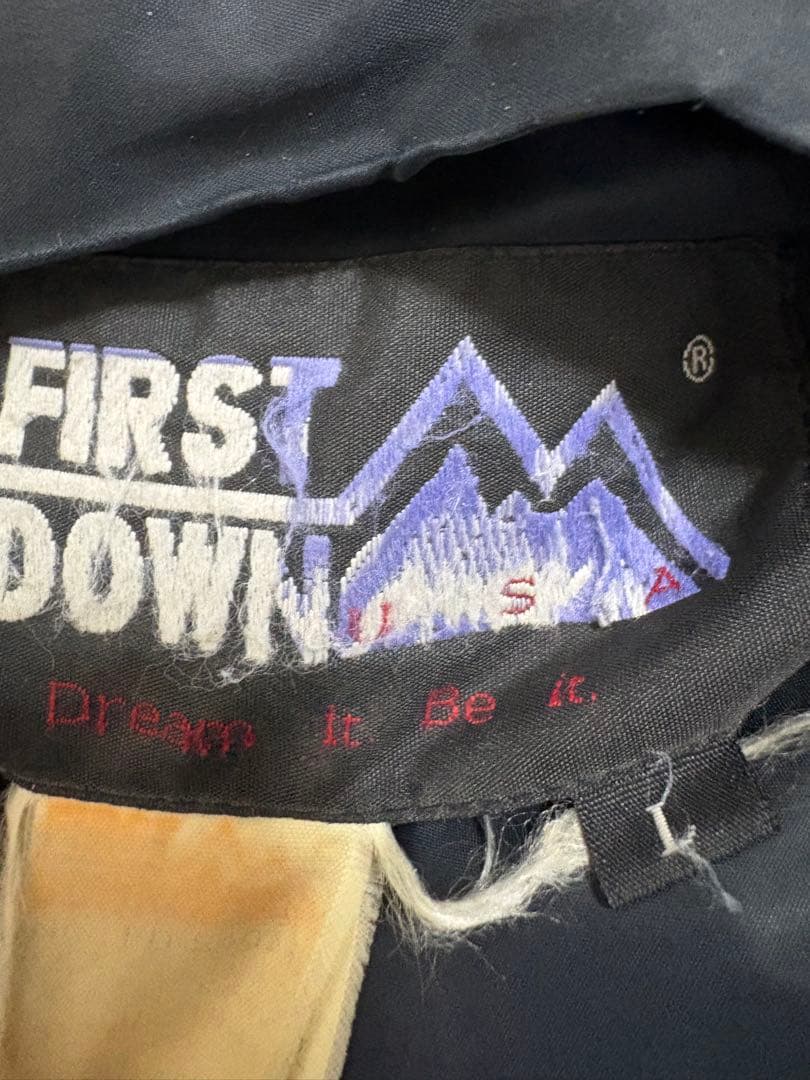 FIRST
DOWN
®
U S A
Dream it. Be it.